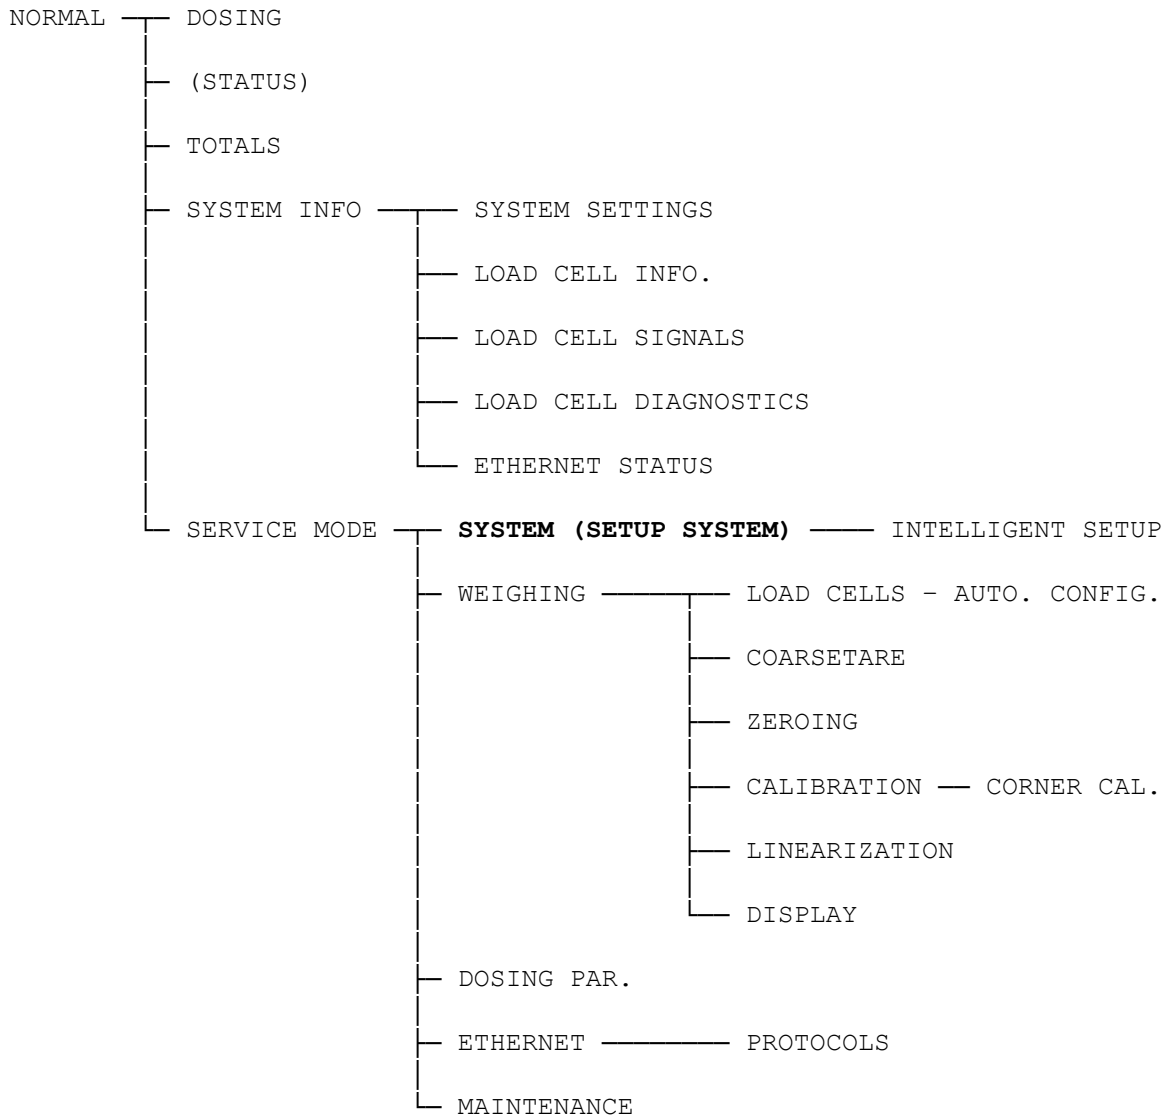 NORMAL DOSING
(STATUS)
TOTALS
SYSTEM INFO SYSTEM SETTINGS
LOAD CELL INFO.
LOAD CELL SIGNALS
LOAD CELL DIAGNOSTICS
ETHERNET STATUS
SERVICE MODE SYSTEM (SETUP SYSTEM) INTELLIGENT SETUP
WEIGHING LOAD CELLS – AUTO. CONFIG.
COARSETARE
ZEROING
CALIBRATION CORNER CAL.
LINEARIZATION
DISPLAY
DOSING PAR.
ETHERNET PROTOCOLS
MAINTENANCE